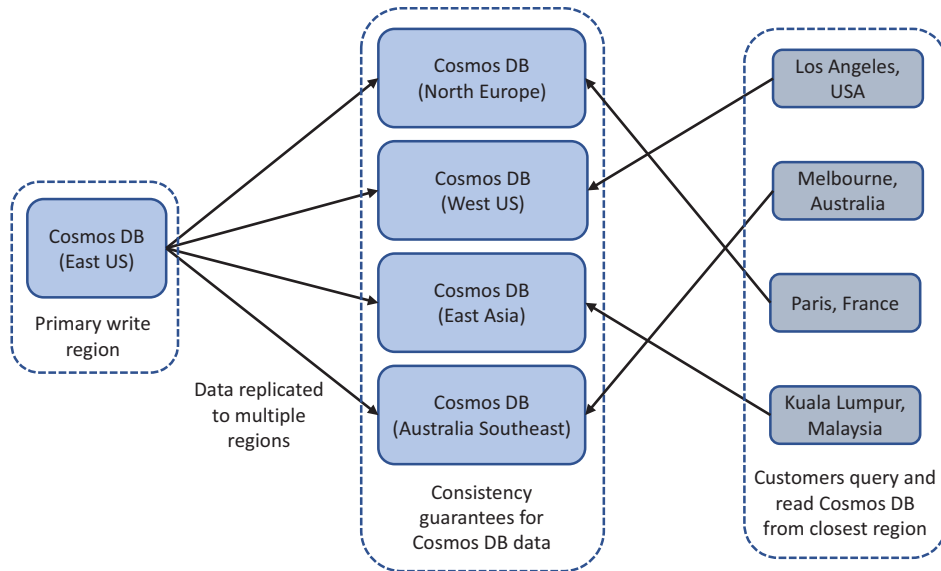 Cosmos DB
(East US)
Primary write
region
Data replicated
to multiple
regions
Cosmos DB
(North Europe)
Cosmos DB
(West US)
Cosmos DB
(East Asia)
Cosmos DB
(Australia Southeast)
Consistency
guarantees for
Cosmos DB data
Los Angeles,
USA
Melbourne,
Australia
Paris, France
Kuala Lumpur,
Malaysia
Customers query and
read Cosmos DB
from closest region